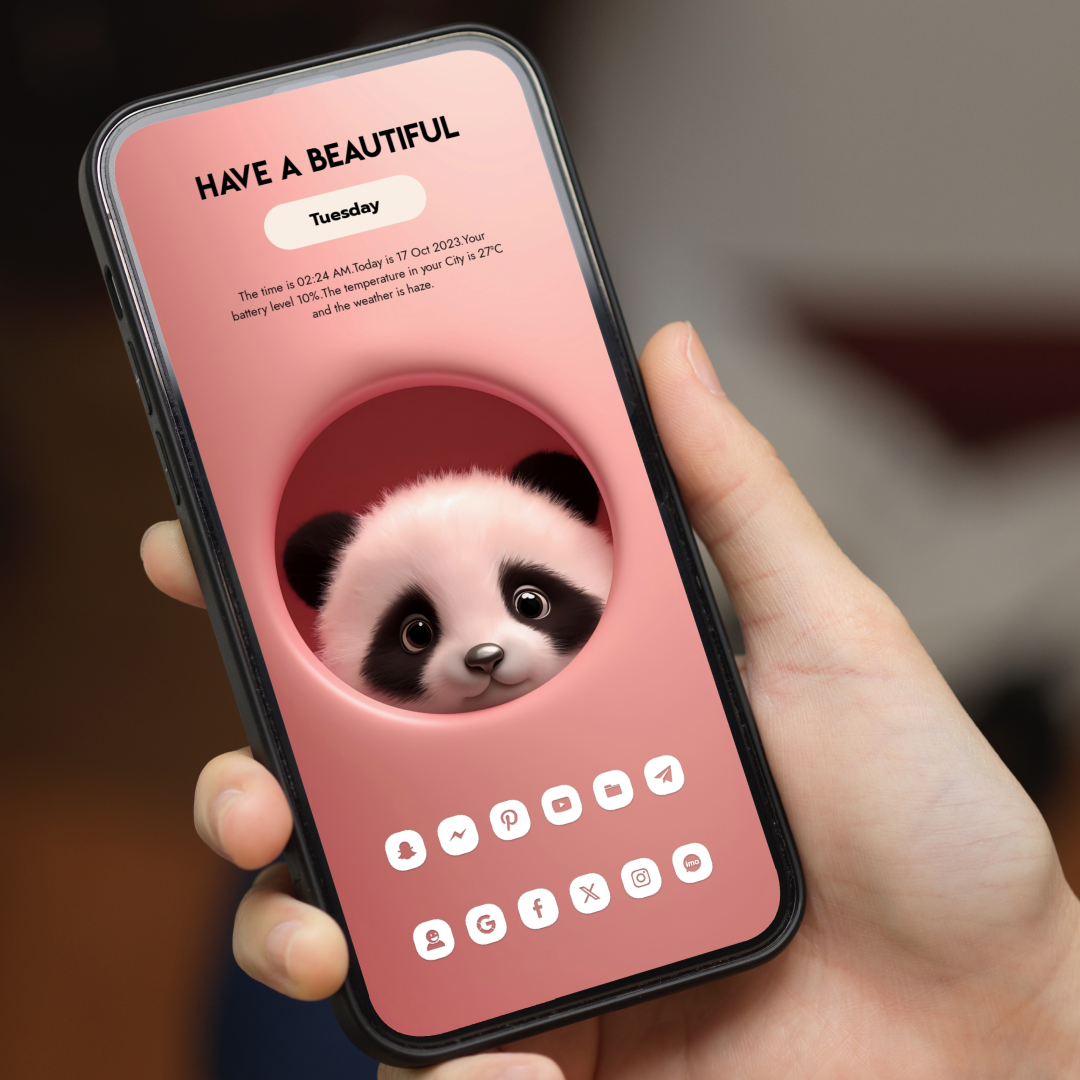 HAVE A BEAUTIFUL
Tuesday
The time is 02:24 AM.Today is 17 Oct 2023.Your
battery level 10%.The temperature in your City is 27°C
and the weather is haze.
imo